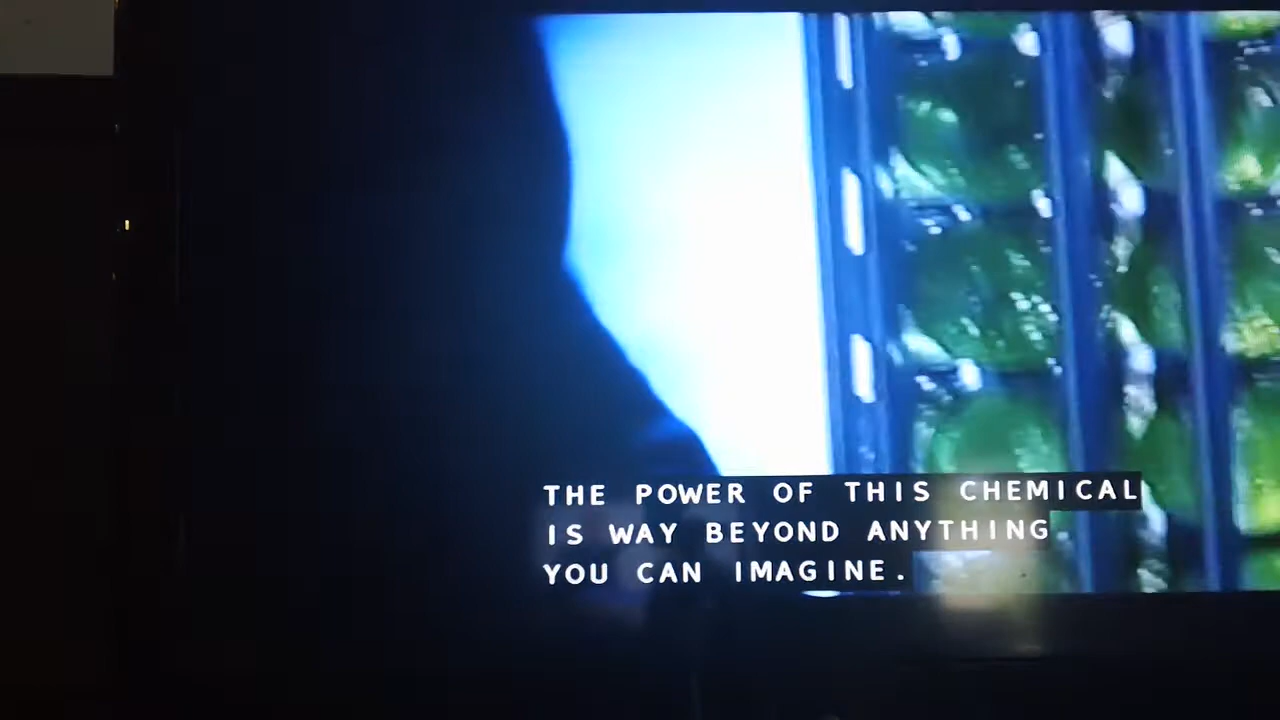 THE POWER OF THIS CHEMICAL
IS WAY BEYOND ANYTHING
YOU CAN IMAGINE.